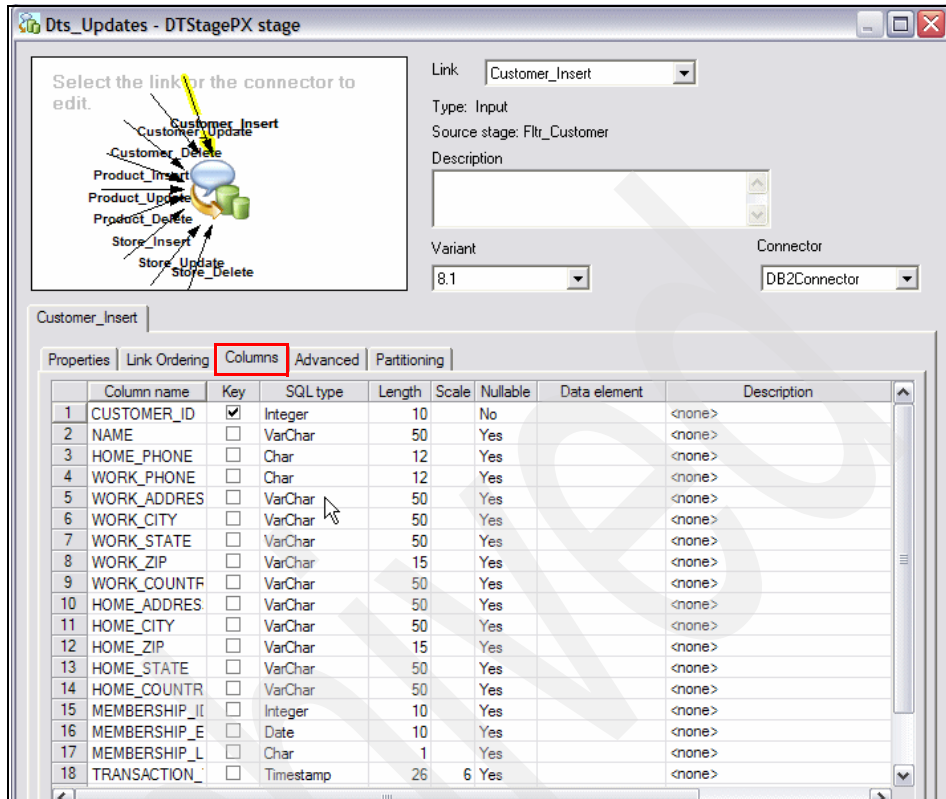 Dts_Updates - DTStagePX stage
Select the link or the connector to
edit.
Customer_Insert
Customer_Update
Customer_Delete
Product_Insert
Product_Update
Product_Delete
Store_Insert
Store_Update
Store_Delete
Link Customer_Insert
Type: Input
Source stage: Fltr_Customer
Description
Variant Connector
8.1 DB2Connector
Customer_Insert
Properties Link Ordering Columns Advanced Partitioning
Column name Key SQL type Length Scale Nullable Data element Description
1 CUSTOMER_ID Integer 10 No <none>
2 NAME VarChar 50 Yes <none>
3 HOME_PHONE Char 12 Yes <none>
4 WORK_PHONE Char 12 Yes <none>
5 WORK_ADDRES VarChar 50 Yes <none>
6 WORK_CITY VarChar 50 Yes <none>
7 WORK_STATE VarChar 50 Yes <none>
8 WORK_ZIP VarChar 15 Yes <none>
9 WORK_COUNTR VarChar 50 Yes <none>
10 HOME_ADDRES VarChar 50 Yes <none>
11 HOME_CITY VarChar 50 Yes <none>
12 HOME_ZIP VarChar 15 Yes <none>
13 HOME_STATE VarChar 50 Yes <none>
14 HOME_COUNTR VarChar 50 Yes <none>
15 MEMBERSHIP_I Integer 10 Yes <none>
16 MEMBERSHIP_E Date 10 Yes <none>
17 MEMBERSHIP_L Char 1 Yes <none>
18 TRANSACTION_ Timestamp 26 6 Yes <none>